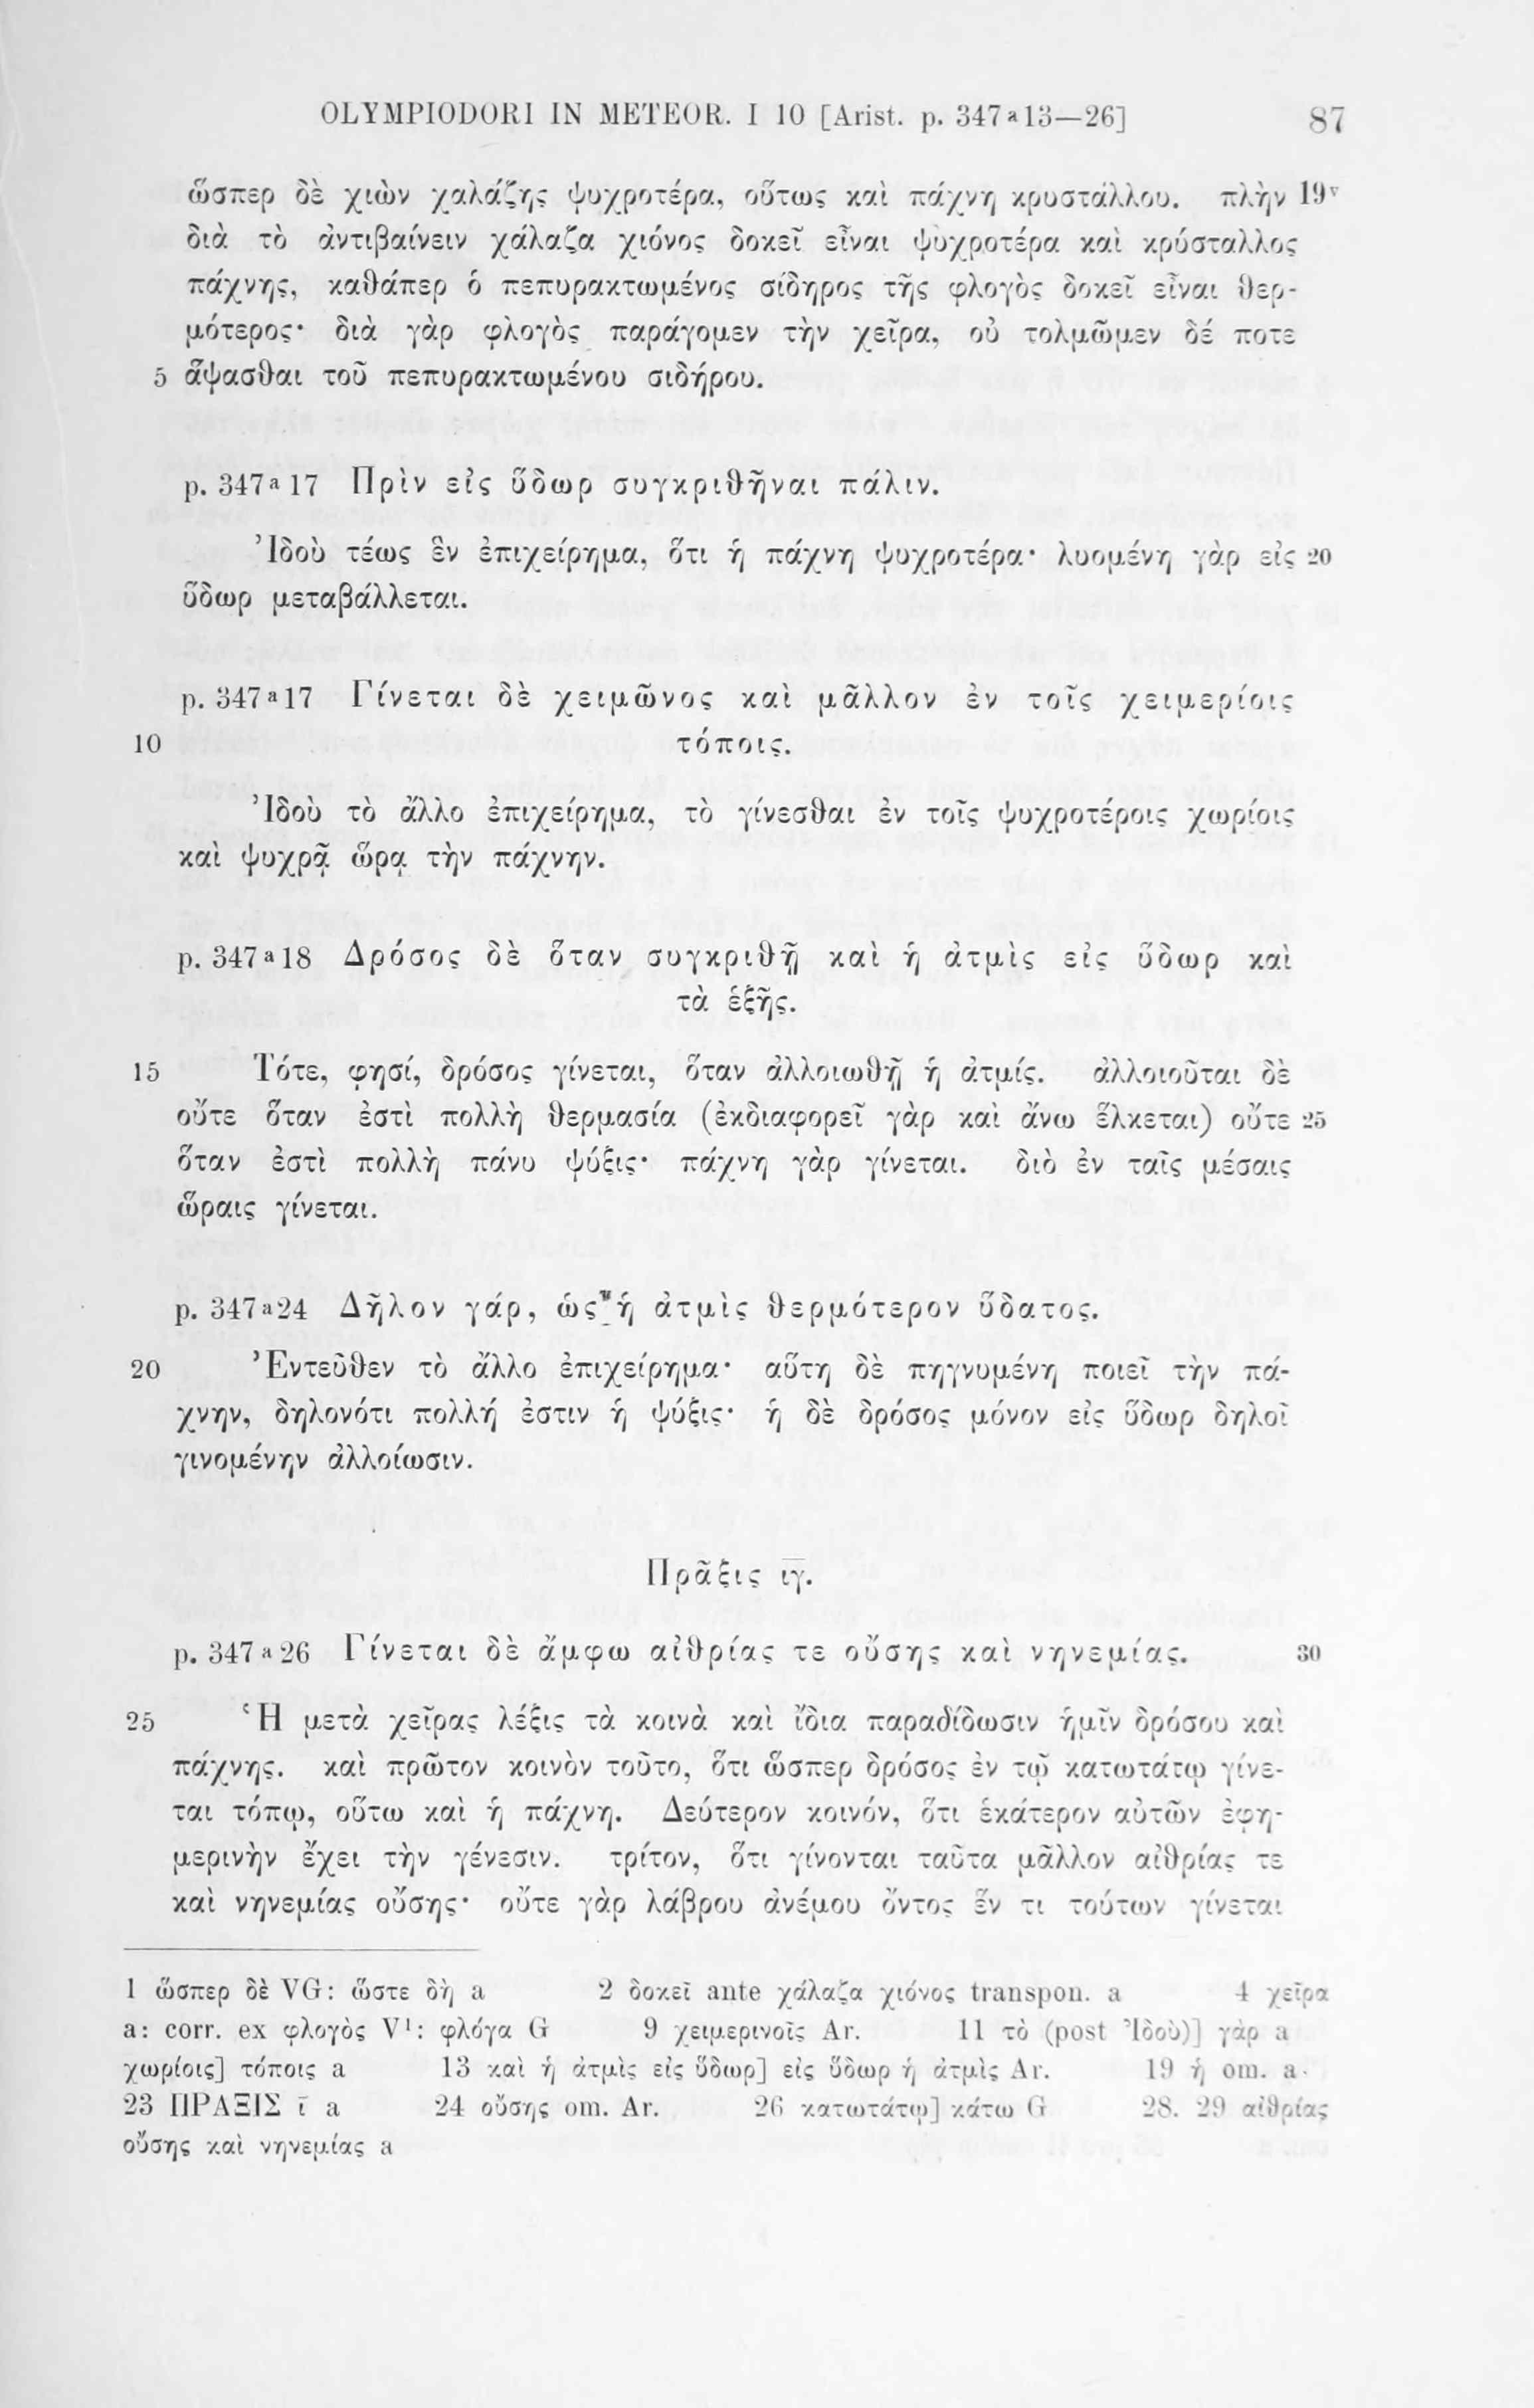 OLYMPIODORI IN METEOR. I 10 [Arist. p. 347ᵃ13—26] 87
ὥσπερ δὲ χιὼν χαλάζης ψυχροτέρα, οὕτως καὶ πάχνη κρυστάλλου. πλὴν 19ᵛ
διὰ τὸ ἀντιβαίνειν χάλαζα χιόνος δοκεῖ εἶναι ψυχροτέρα καὶ κρύσταλλος
πάχνης, καθάπερ ὁ πεπυρακτωμένος σίδηρος τῆς φλογὸς δοκεῖ εἶναι θερ-
μότερος· διὰ γὰρ φλογὸς παράγομεν τὴν χεῖρα, οὐ τολμῶμεν δέ ποτε
5 ἅψασθαι τοῦ πεπυρακτωμένου σιδήρου.
p. 347ᵃ17 Πρὶν εἰς ὕδωρ συγκριθῆναι πάλιν.
Ἰδοὺ τέως ἓν ἐπιχείρημα, ὅτι ἡ πάχνη ψυχροτέρα· λυομένη γὰρ εἰς 20
ὕδωρ μεταβάλλεται.
p. 347ᵃ17 Γίνεται δὲ χειμῶνος καὶ μᾶλλον ἐν τοῖς χειμερίοις
10 τόποις.
Ἰδοὺ τὸ ἄλλο ἐπιχείρημα, τὸ γίνεσθαι ἐν τοῖς ψυχροτέροις χωρίοις
καὶ ψυχρᾷ ὥρᾳ τὴν πάχνην.
p. 347ᵃ18 Δρόσος δὲ ὅταν συγκριθῇ καὶ ἡ ἀτμὶς εἰς ὕδωρ καὶ
τὰ ἑξῆς.
15 Τότε, φησί, δρόσος γίνεται, ὅταν ἀλλοιωθῇ ἡ ἀτμίς. ἀλλοιοῦται δὲ
οὔτε ὅταν ἐστὶ πολλὴ θερμασία (ἐκδιαφορεῖ γὰρ καὶ ἄνω ἕλκεται) οὔτε 25
ὅταν ἐστὶ πολλὴ πάνυ ψύξις· πάχνη γὰρ γίνεται. διὸ ἐν ταῖς μέσαις
ὥραις γίνεται.
p. 347ᵃ24 Δῆλον γάρ, ὡς ἡ ἀτμὶς θερμότερον ὕδατος.
20 Ἐντεῦθεν τὸ ἄλλο ἐπιχείρημα· αὕτη δὲ πηγνυμένη ποιεῖ τὴν πά-
χνην, δηλονότι πολλή ἐστιν ἡ ψύξις· ἡ δὲ δρόσος μόνον εἰς ὕδωρ δηλοῖ
γινομένην ἀλλοίωσιν.
Πρᾶξις ιγ̅.
p. 347ᵃ26 Γίνεται δὲ ἄμφω αἰθρίας τε οὔσης καὶ νηνεμίας. 30
25 Ἡ μετὰ χεῖρας λέξις τὰ κοινὰ καὶ ἴδια παραδίδωσιν ἡμῖν δρόσου καὶ
πάχνης. καὶ πρῶτον κοινὸν τοῦτο, ὅτι ὥσπερ δρόσος ἐν τῷ κατωτάτῳ γίνε-
ται τόπῳ, οὕτω καὶ ἡ πάχνη. Δεύτερον κοινόν, ὅτι ἑκάτερον αὐτῶν ἐφη-
μερινὴν ἔχει τὴν γένεσιν. τρίτον, ὅτι γίνονται ταῦτα μᾶλλον αἰθρίας τε
καὶ νηνεμίας οὔσης· οὔτε γὰρ λάβρου ἀνέμου ὄντος ἕν τι τούτων γίνεται
1 ὥσπερ δὲ VG: ὥστε δὴ a 2 δοκεῖ ante χάλαζα χιόνος transpon. a 4 χεῖρα
a: corr. ex φλογὸς V¹: φλόγα G 9 χειμερινοῖς Ar. 11 τὸ (post Ἰδοὺ)] γὰρ a
χωρίοις] τόποις a 13 καὶ ἡ ἀτμὶς εἰς ὕδωρ] εἰς ὕδωρ ἡ ἀτμὶς Ar. 19 ἡ om. a
23 ΠΡΑΞΙΣ ῑ a 24 οὔσης om. Ar. 26 κατωτάτῳ] κάτω G 28. 29 αἰθρίας
οὔσης καὶ νηνεμίας a